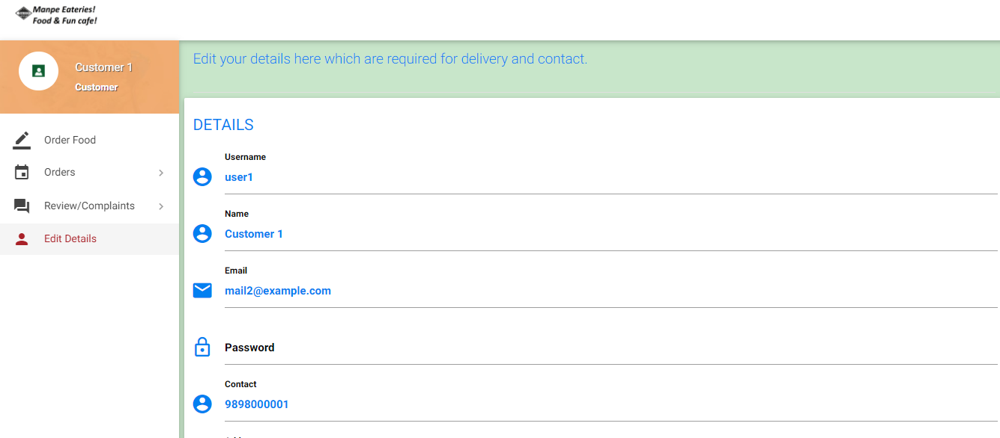 Manpe Eateries!
Food & Fun cafe!
Customer 1
Customer
Order Food
Orders
Review/Complaints
Edit Details
Edit your details here which are required for delivery and contact.
DETAILS
Username
user1
Name
Customer 1
Email
mail2@example.com
Password
Contact
9898000001